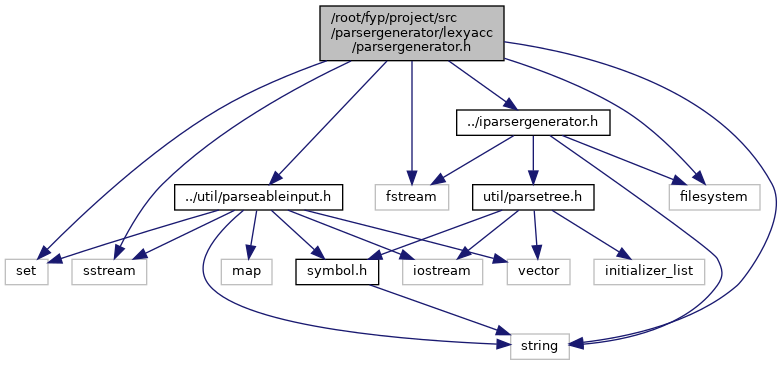 /root/fyp/project/src
/parsergenerator/lexyacc
/parsergenerator.h
../iparsergenerator.h
../util/parseableinput.h
fstream
util/parsetree.h
filesystem
set
sstream
map
symbol.h
iostream
vector
initializer_list
string